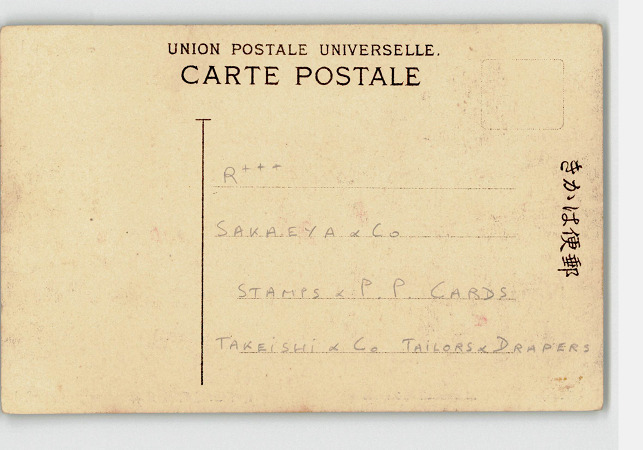 UNION POSTALE UNIVERSELLE.
CARTE POSTALE
R+++
SAKAEYA & Co
STAMPS & P.P. CARDS
TAKEISHI & Co TAILORS & DRAPERS
きかは便郵